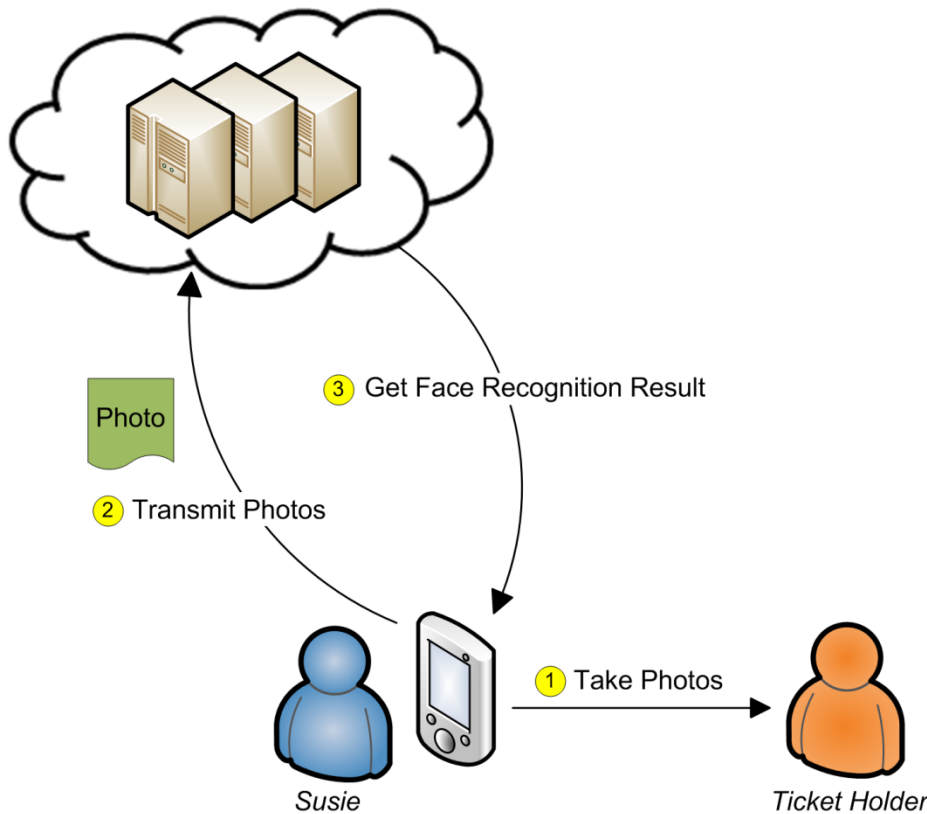 3 Get Face Recognition Result
Photo
2 Transmit Photos
1 Take Photos
Susie
Ticket Holder